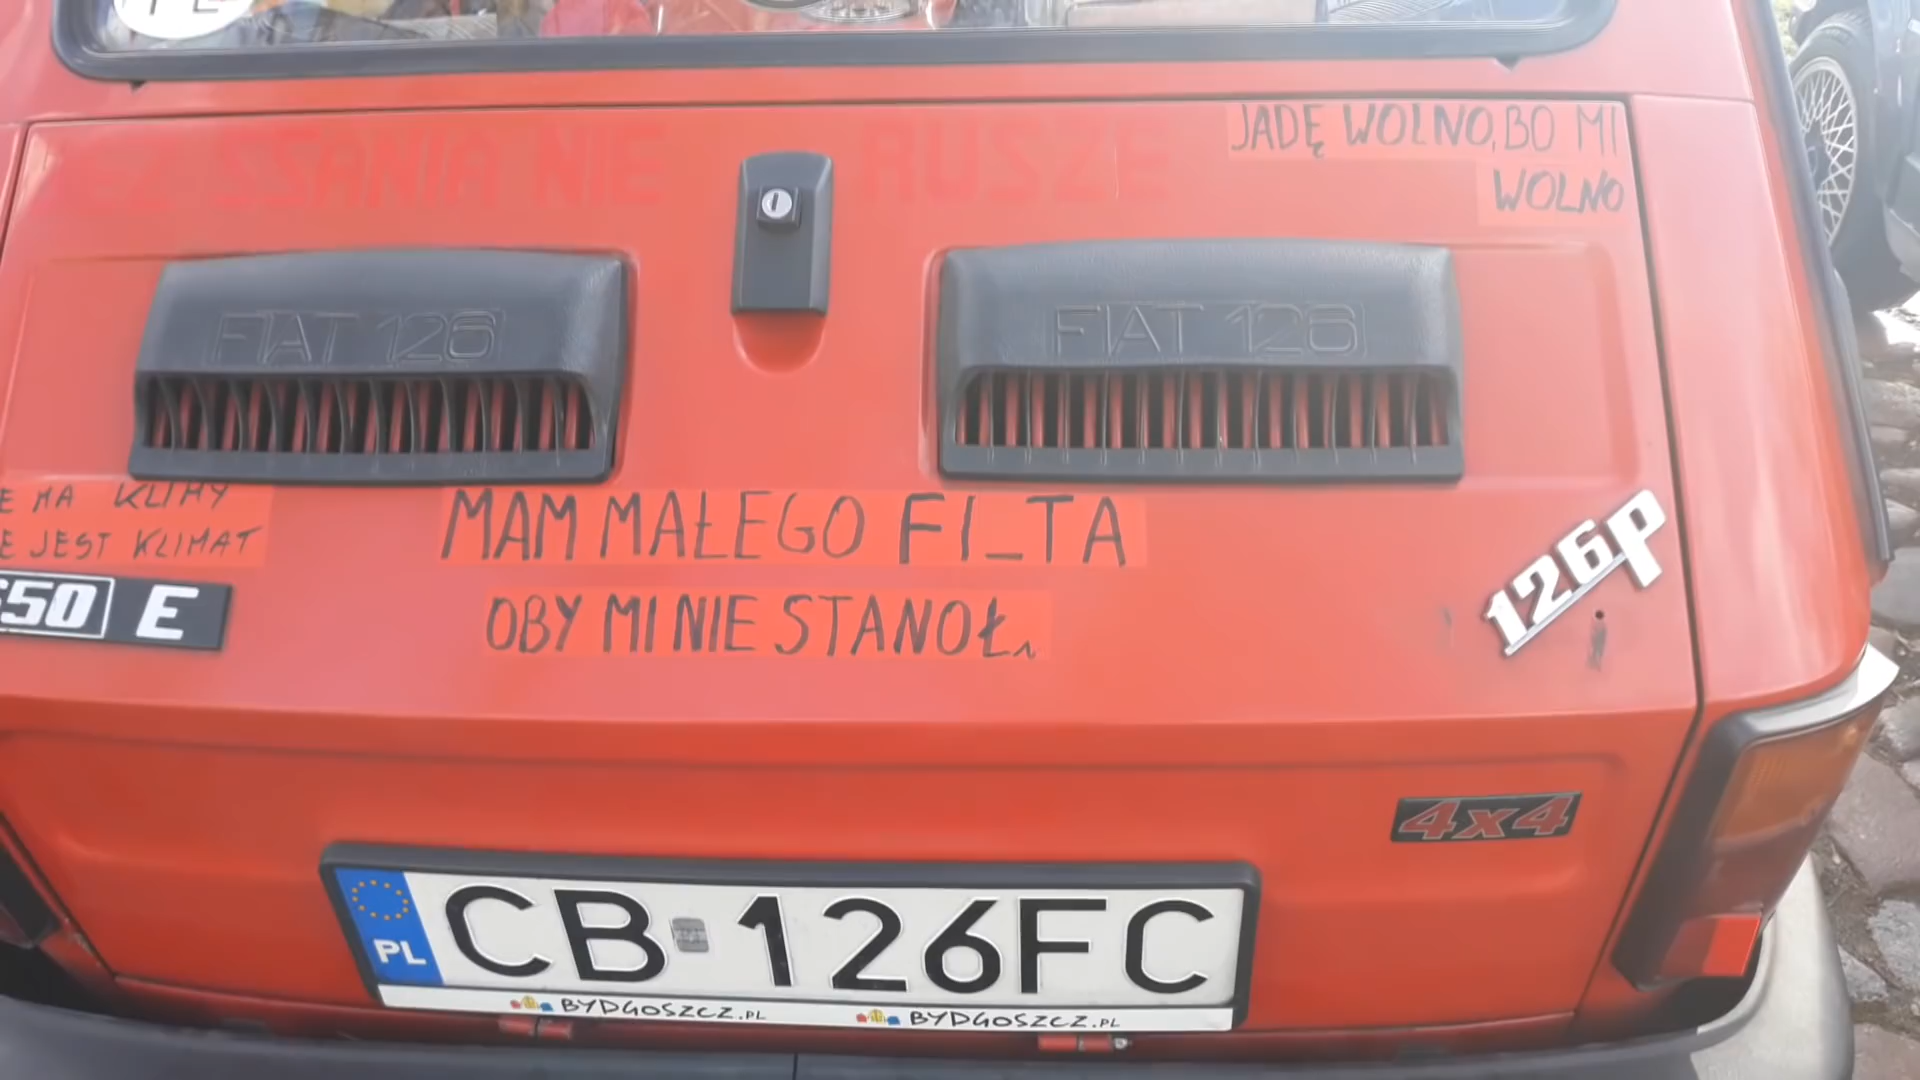 SSANIA NIE RUSZE
JADĘ WOLNO, BO MI
WOLNO
FIAT 126
FIAT 126
E MA KLIMY
E JEST KLIMAT
650 E
MAM MAŁEGO FI_TA
OBY MI NIE STANOŁ.
126p
4x4
PL
CB 126FC
BYDGOSZCZ.PL BYDGOSZCZ.PL